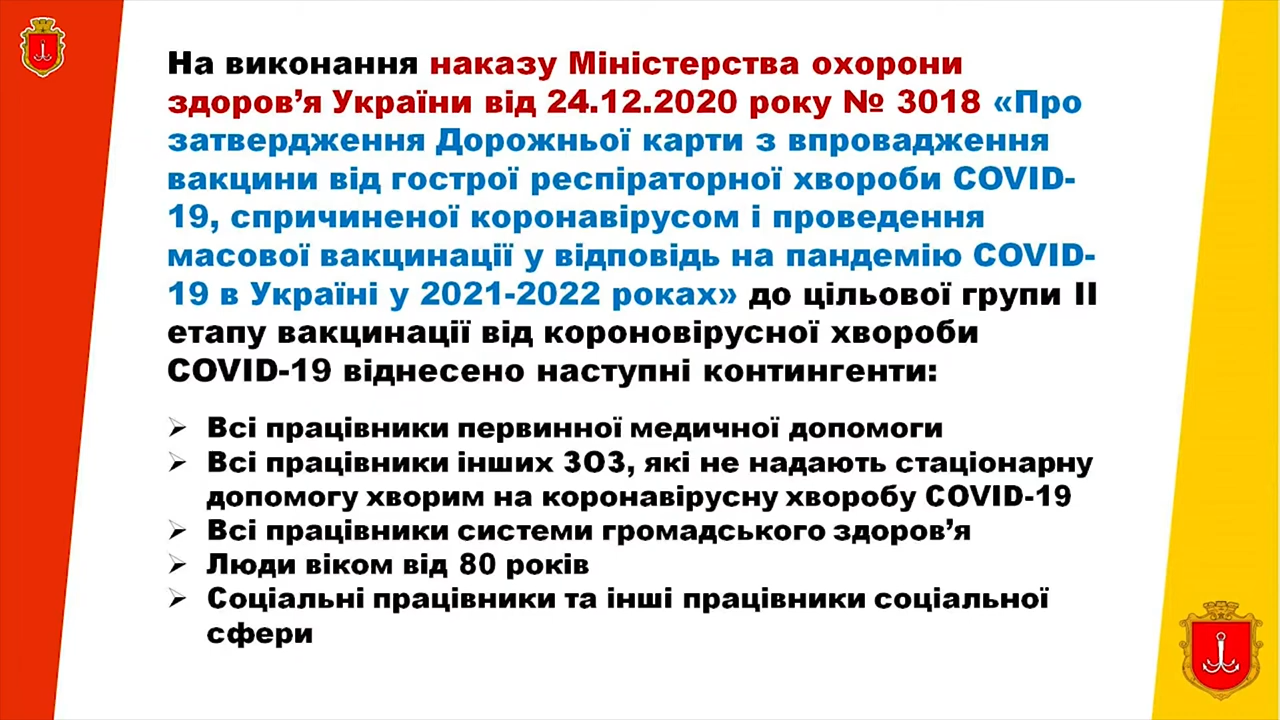 На виконання наказу Міністерства охорони
здоров’я України від 24.12.2020 року № 3018 «Про
затвердження Дорожньої карти з впровадження
вакцини від гострої респіраторної хвороби COVID-
19, спричиненої коронавірусом і проведення
масової вакцинації у відповідь на пандемію COVID-
19 в Україні у 2021-2022 роках» до цільової групи II
етапу вакцинації від короновірусної хвороби
COVID-19 віднесено наступні контингенти:
➢ Всі працівники первинної медичної допомоги
➢ Всі працівники інших ЗОЗ, які не надають стаціонарну
допомогу хворим на коронавірусну хворобу COVID-19
➢ Всі працівники системи громадського здоров’я
➢ Люди віком від 80 років
➢ Соціальні працівники та інші працівники соціальної
сфери